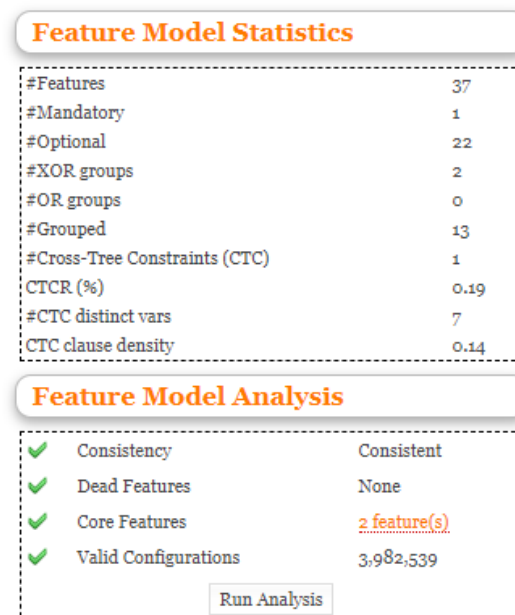 Feature Model Statistics
#Features 37
#Mandatory 1
#Optional 22
#XOR groups 2
#OR groups 0
#Grouped 13
#Cross-Tree Constraints (CTC) 1
CTCR (%) 0.19
#CTC distinct vars 7
CTC clause density 0.14
Feature Model Analysis
Consistency Consistent
Dead Features None
Core Features 2 feature(s)
Valid Configurations 3,982,539
Run Analysis